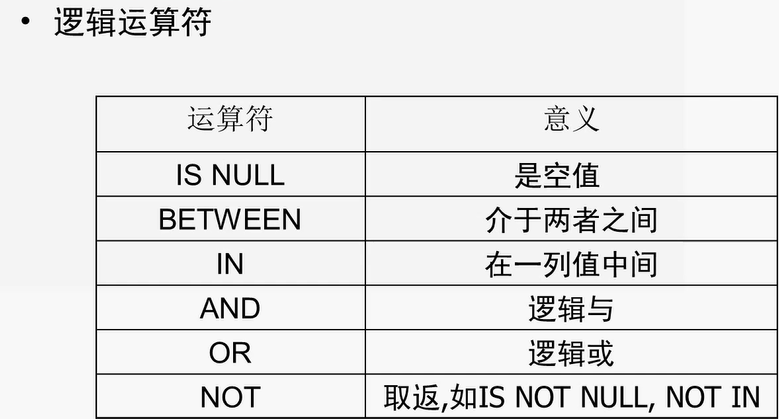 • 逻辑运算符
运算符 意义
IS NULL 是空值
BETWEEN 介于两者之间
IN 在一列值中间
AND 逻辑与
OR 逻辑或
NOT 取返,如IS NOT NULL, NOT IN